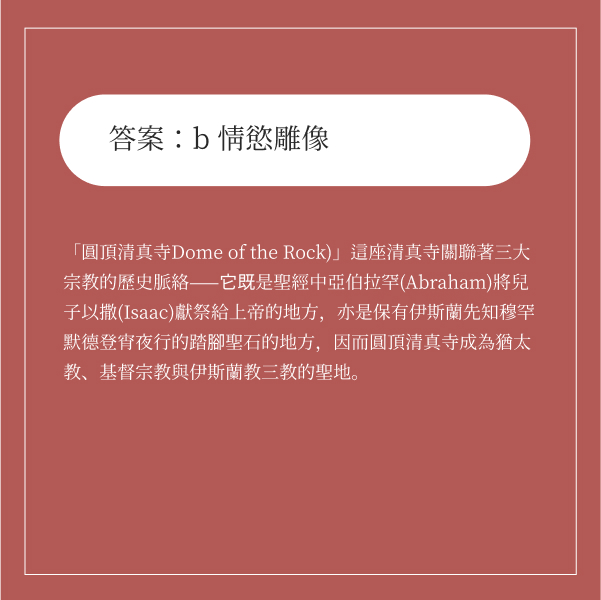 答案：b 情慾雕像
「圓頂清真寺Dome of the Rock)」這座清真寺關聯著三大
宗教的歷史脈絡——它既是聖經中亞伯拉罕(Abraham)將兒
子以撒(Isaac)獻祭給上帝的地方，亦是保有伊斯蘭先知穆罕
默德登宵夜行的踏腳聖石的地方，因而圓頂清真寺成為猶太
教、基督宗教與伊斯蘭教三教的聖地。